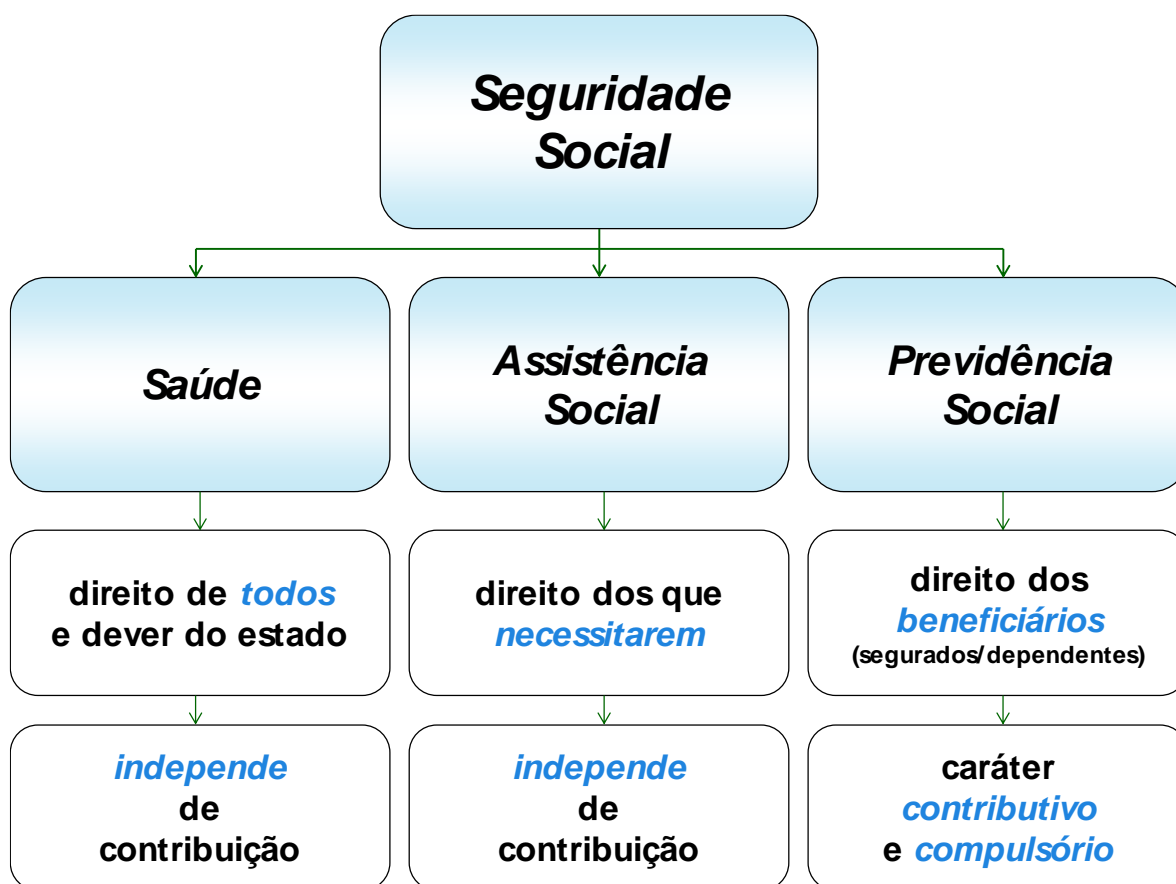 Seguridade
Social
Saúde
Assistência
Social
Previdência
Social
direito de todos
e dever do estado
direito dos que
necessitarem
direito dos
beneficiários
(segurados/dependentes)
independe
de
contribuição
independe
de
contribuição
caráter
contributivo
e compulsório